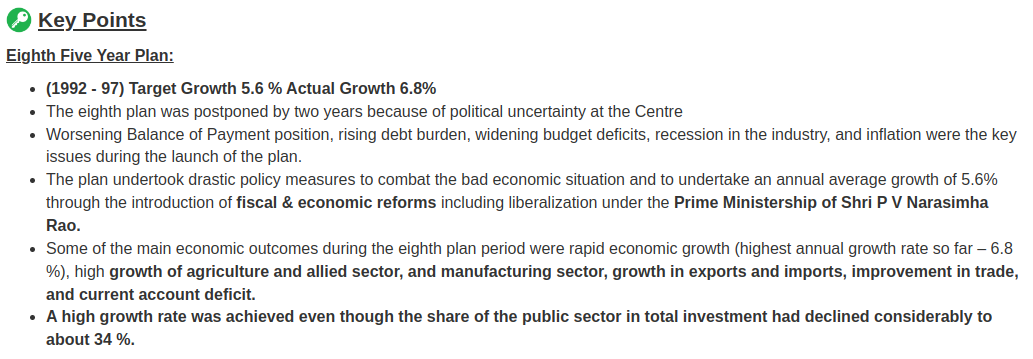 Key Points
Eighth Five Year Plan:
(1992 - 97) Target Growth 5.6 % Actual Growth 6.8%
The eighth plan was postponed by two years because of political uncertainty at the Centre
Worsening Balance of Payment position, rising debt burden, widening budget deficits, recession in the industry, and inflation were the key
issues during the launch of the plan.
The plan undertook drastic policy measures to combat the bad economic situation and to undertake an annual average growth of 5.6%
through the introduction of fiscal & economic reforms including liberalization under the Prime Ministership of Shri P V Narasimha
Rao.
Some of the main economic outcomes during the eighth plan period were rapid economic growth (highest annual growth rate so far – 6.8
%), high growth of agriculture and allied sector, and manufacturing sector, growth in exports and imports, improvement in trade,
and current account deficit.
A high growth rate was achieved even though the share of the public sector in total investment had declined considerably to
about 34 %.